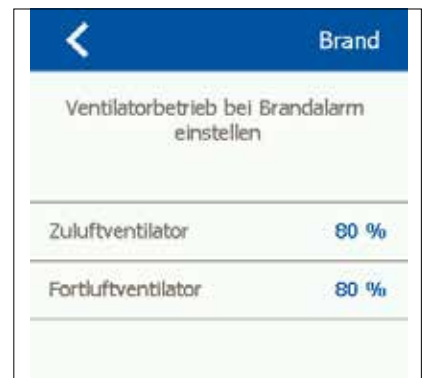 Brand
Ventilatorbetrieb bei Brandalarm
einstellen
Zuluftventilator 80 %
Fortluftventilator 80 %